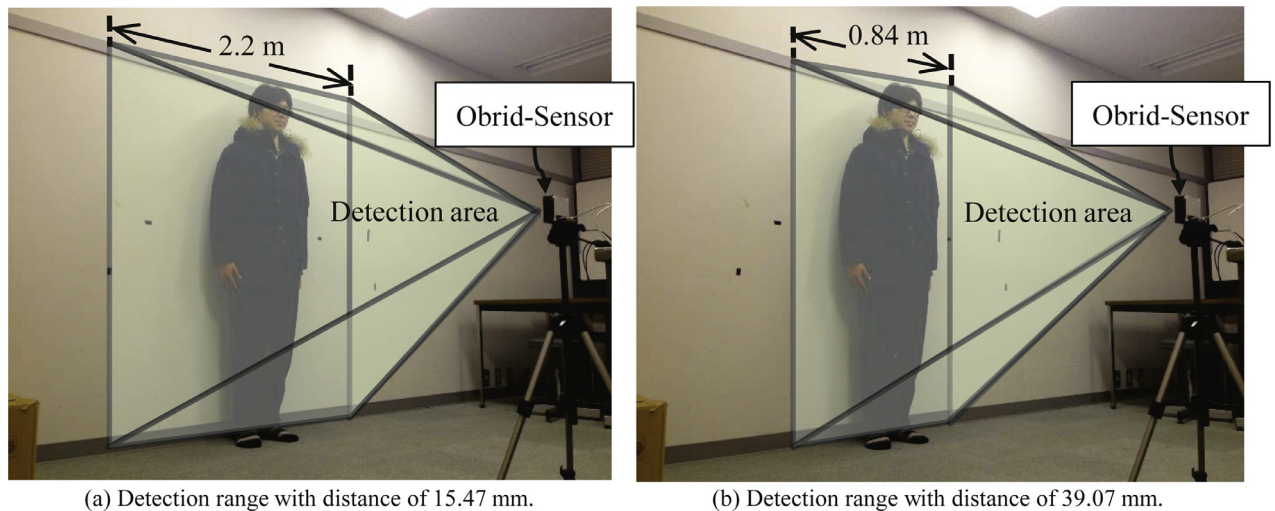 2.2 m
Obrid-Sensor
Detection area
(a) Detection range with distance of 15.47 mm.
0.84 m
Obrid-Sensor
Detection area
(b) Detection range with distance of 39.07 mm.